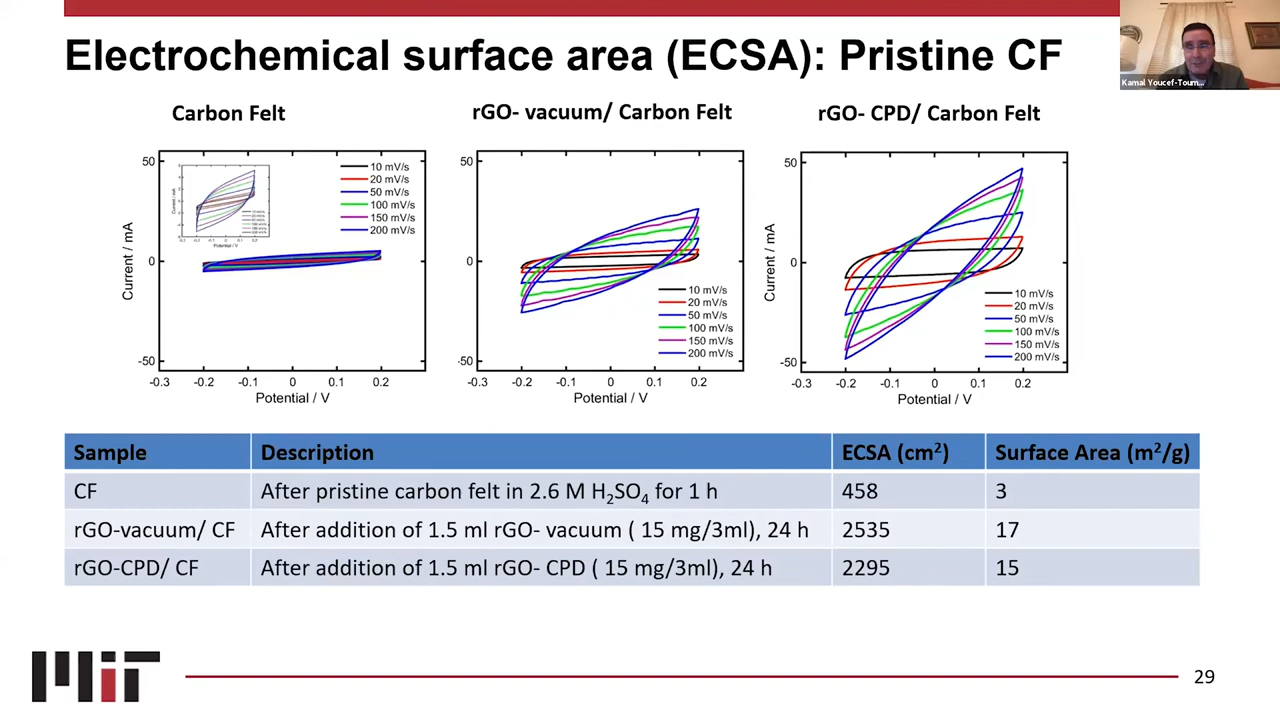 Electrochemical surface area (ECSA): Pristine CF
Kamal Youcef-Toum...
Carbon Felt
rGO- vacuum/ Carbon Felt
rGO- CPD/ Carbon Felt
50
0
-50
Current / mA
10 mV/s
20 mV/s
50 mV/s
100 mV/s
150 mV/s
200 mV/s
-0.3 -0.2 -0.1 0 0.1 0.2
Potential / V
50
0
-50
10 mV/s
20 mV/s
50 mV/s
100 mV/s
150 mV/s
200 mV/s
-0.3 -0.2 -0.1 0 0.1 0.2
Potential / V
50
0
-50
Current / mA
10 mV/s
20 mV/s
50 mV/s
100 mV/s
150 mV/s
200 mV/s
-0.3 -0.2 -0.1 0 0.1 0.2
Potential / V
Sample Description ECSA (cm²) Surface Area (m²/g)
CF After pristine carbon felt in 2.6 M H₂SO₄ for 1 h 458 3
rGO-vacuum/ CF After addition of 1.5 ml rGO- vacuum ( 15 mg/3ml), 24 h 2535 17
rGO-CPD/ CF After addition of 1.5 ml rGO- CPD ( 15 mg/3ml), 24 h 2295 15
MIT
29